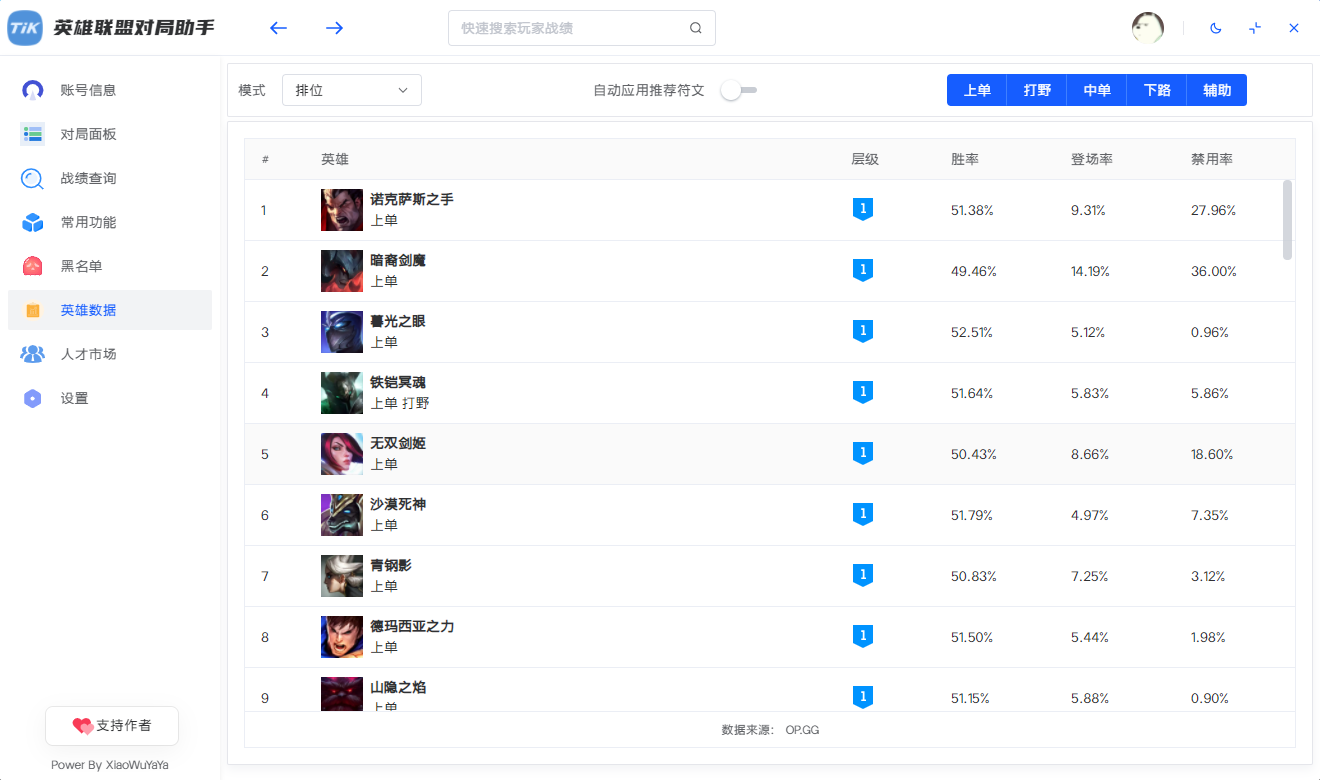 TiK 英雄联盟对局助手
快速搜索玩家战绩
账号信息
对局面板
战绩查询
常用功能
黑名单
英雄数据
人才市场
设置
支持作者
Power By XiaoWuYaYa
模式 排位 自动应用推荐符文 上单 打野 中单 下路 辅助
# 英雄 层级 胜率 登场率 禁用率
1 诺克萨斯之手 1 51.38% 9.31% 27.96%
上单
2 暗裔剑魔 1 49.46% 14.19% 36.00%
上单
3 暮光之眼 1 52.51% 5.12% 0.96%
上单
4 铁铠冥魂 1 51.64% 5.83% 5.86%
上单 打野
5 无双剑姬 1 50.43% 8.66% 18.60%
上单
6 沙漠死神 1 51.79% 4.97% 7.35%
上单
7 青钢影 1 50.83% 7.25% 3.12%
上单
8 德玛西亚之力 1 51.50% 5.44% 1.98%
上单
9 山隐之焰 1 51.15% 5.88% 0.90%
上单
数据来源： OP.GG